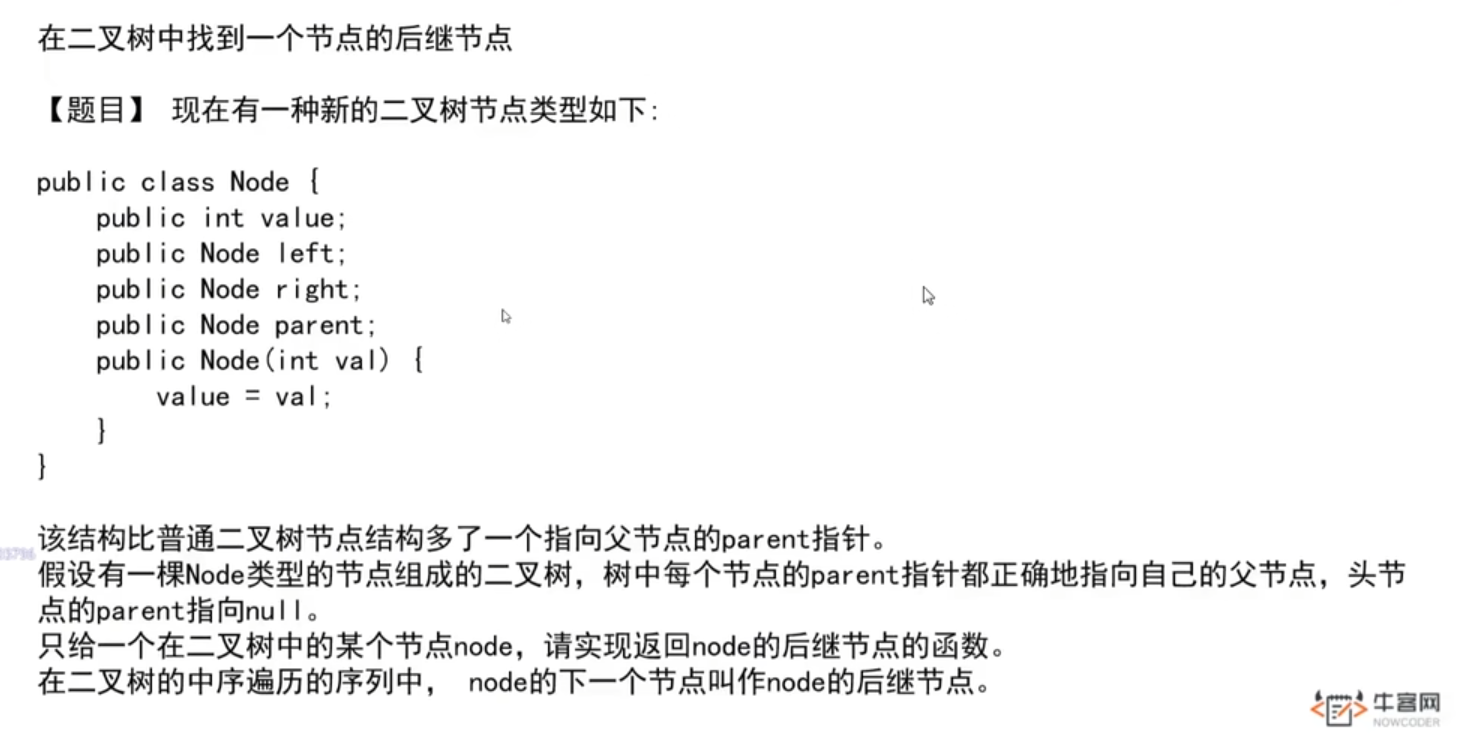 在二叉树中找到一个节点的后继节点
【题目】 现在有一种新的二叉树节点类型如下:
public class Node {
    public int value;
    public Node left;
    public Node right;
    public Node parent;
    public Node(int val) {
        value = val;
    }
}
该结构比普通二叉树节点结构多了一个指向父节点的parent指针。
假设有一棵Node类型的节点组成的二叉树，树中每个节点的parent指针都正确地指向自己的父节点，头节
点的parent指向null。
只给一个在二叉树中的某个节点node，请实现返回node的后继节点的函数。
在二叉树的中序遍历的序列中， node的下一个节点叫作node的后继节点。
牛客网
NOWCODER